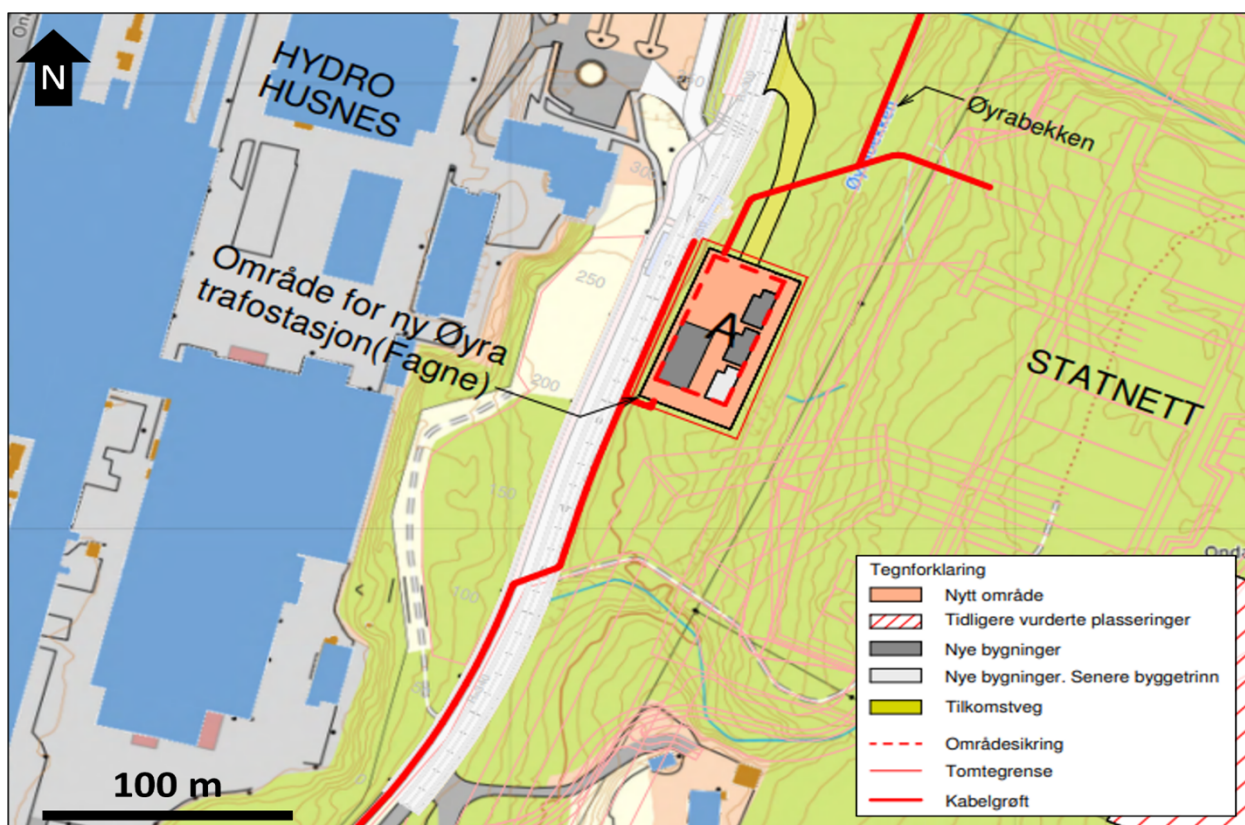 N
HYDRO
HUSNES
Øyrabekken
300
250
Område for ny Øyra
trafostasjon(Fagne)
A
200
STATNETT
150
100
50
100 m
Tegnforklaring
Nytt område
Tidligere vurderte plasseringer
Nye bygninger
Nye bygninger. Senere byggetrinn
Tilkomstveg
Områdesikring
Tomtegrense
Kabelgrøft